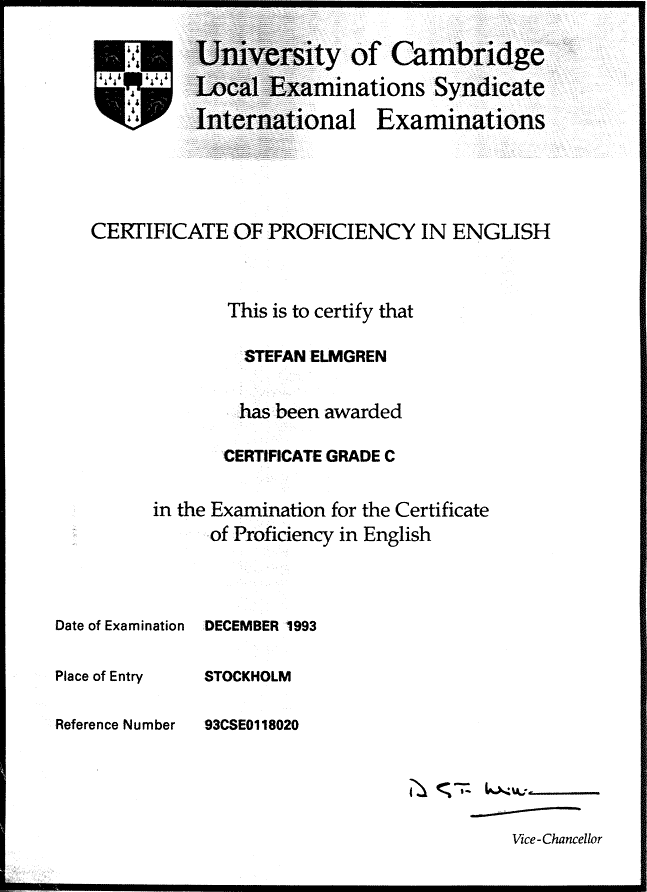 University of Cambridge
Local Examinations Syndicate
International Examinations
CERTIFICATE OF PROFICIENCY IN ENGLISH
This is to certify that
STEFAN ELMGREN
has been awarded
CERTIFICATE GRADE C
in the Examination for the Certificate
of Proficiency in English
Date of Examination DECEMBER 1993
Place of Entry STOCKHOLM
Reference Number 93CSE0118020
Vice-Chancellor